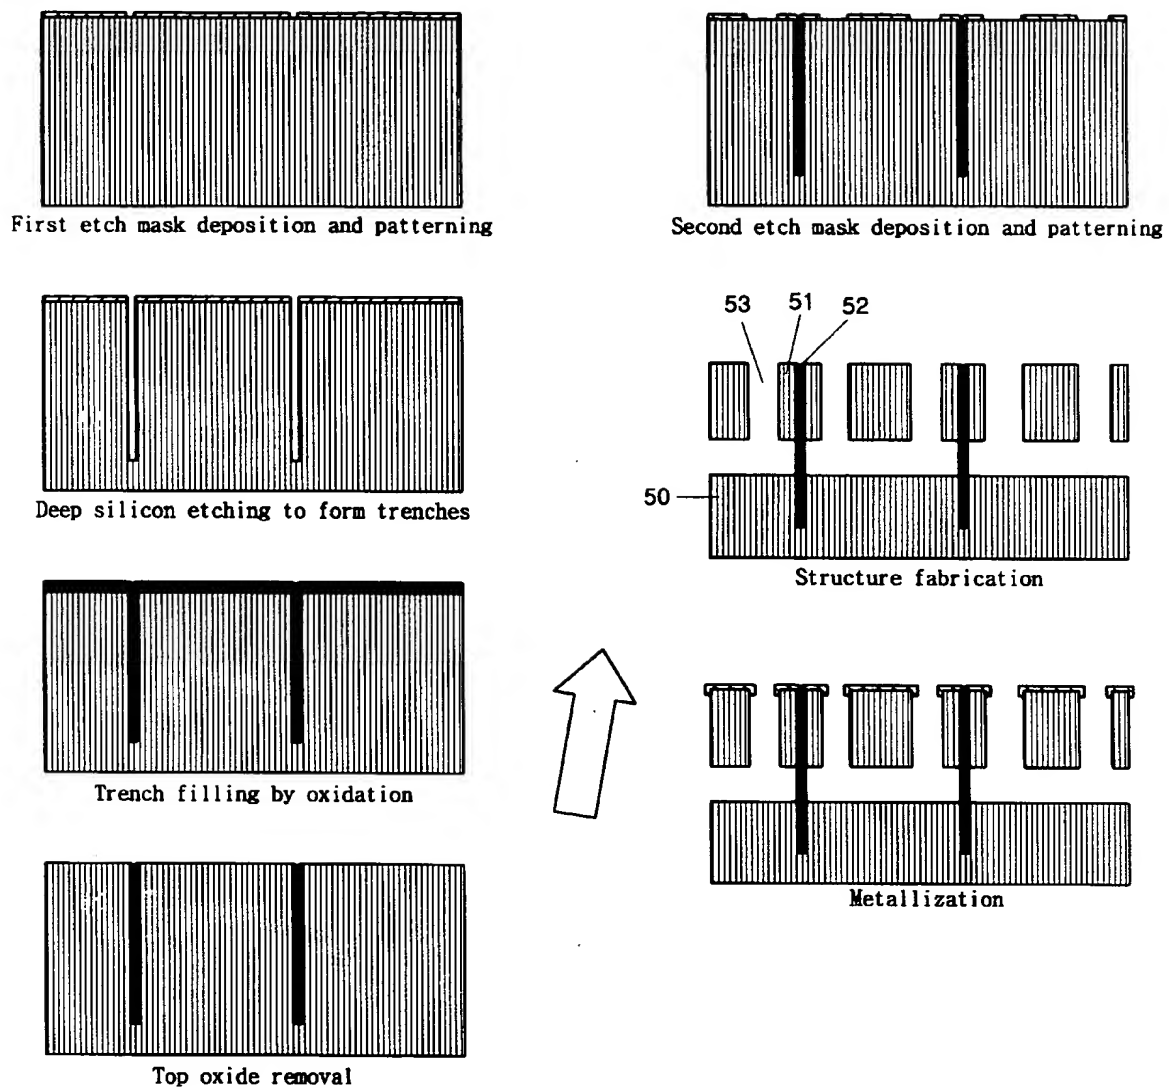 First etch mask deposition and patterning
Deep silicon etching to form trenches
Trench filling by oxidation
Top oxide removal
Second etch mask deposition and patterning
53 51 52
50
Structure fabrication
Metallization